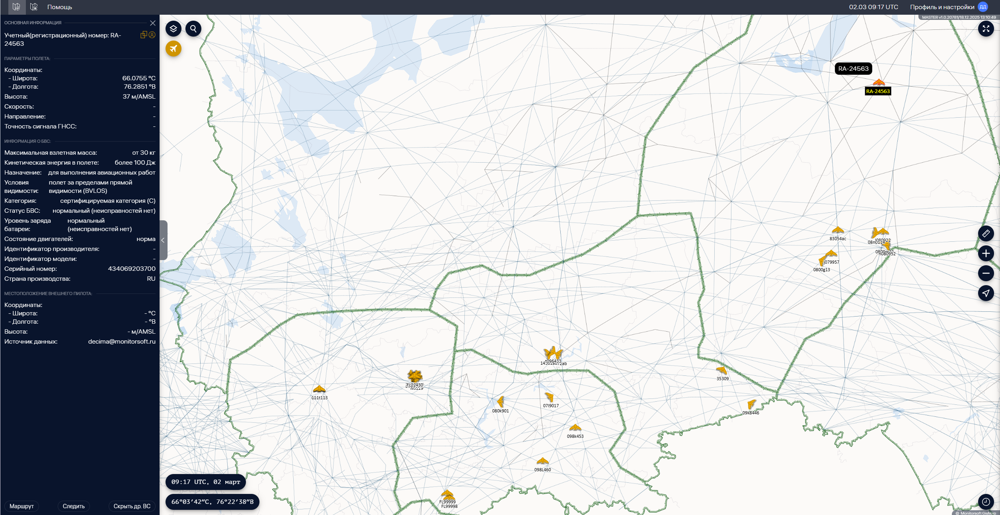 Помощь
02.03 09:17 UTC
Профиль и настройки
ДД
MASTER v1.0.20781/18.12.2025 13:10:49
ОСНОВНАЯ ИНФОРМАЦИЯ
Учетный(регистрационный) номер: RA-
24563
ПАРАМЕТРЫ ПОЛЕТА:
Координаты:
- Широта: 66.0755 °С
- Долгота: 76.2851 °В
Высота: 37 м/AMSL
Скорость: -
Направление: -
Точность сигнала ГНСС: -
ИНФОРМАЦИЯ О БВС:
Максимальная взлетная масса: от 30 кг
Кинетическая энергия в полете: более 100 Дж
Назначение: для выполнения авиационных работ
Условия полет за пределами прямой
видимости: видимости (BVLOS)
Категория: сертифицируемая категория (С)
Статус БВС: нормальный (неисправностей нет)
Уровень заряда нормальный
батареи: (неисправностей нет)
Состояние двигателей: норма
Идентификатор производителя: -
Идентификатор модели: -
Серийный номер: 434069203700
Страна производства: RU
МЕСТОПОЛОЖЕНИЕ ВНЕШНЕГО ПИЛОТА:
Координаты:
- Широта: - °С
- Долгота: - °В
Высота: - м/AMSL
Источник данных: decima@monitorsoft.ru
Маршрут
Следить
Скрыть др. ВС
RA-24563
RA-24563
83054ac
08n0114
h080952
j079957
0800g13
t096433
35309
FL22430
111t113
080k901
07l9017
09k8446
098k453
098L460
FL99999
FL99998
09:17 UTC, 02 март
66°03′42″С, 76°22′38″В
© Monitorsoft GisMap